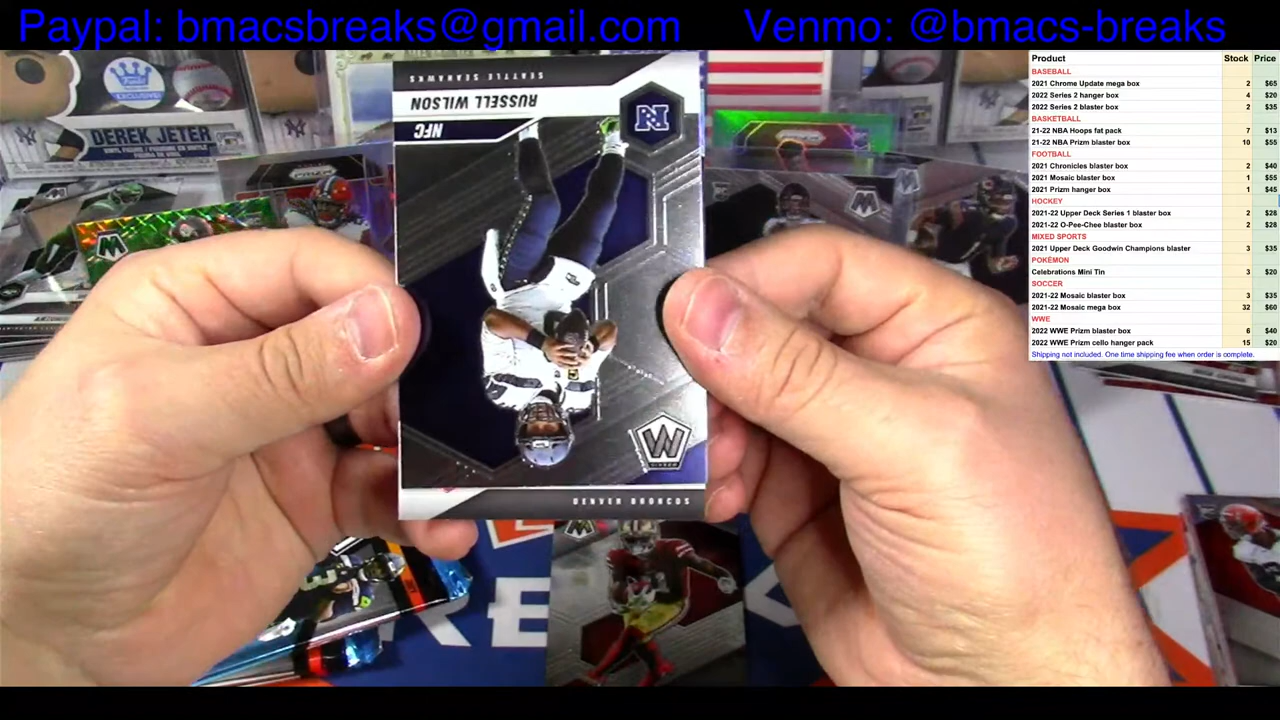 Paypal: bmacsbreaks@gmail.com Venmo: @bmacs-breaks
Product Stock Price
BASEBALL
2021 Chrome Update mega box 2 $65
2022 Series 2 hanger box 4 $20
2022 Series 2 blaster box 2 $35
BASKETBALL
21-22 NBA Hoops fat pack 7 $13
21-22 NBA Prizm blaster box 10 $55
FOOTBALL
2021 Chronicles blaster box 2 $40
2021 Mosaic blaster box 1 $55
2021 Prizm hanger box 1 $45
HOCKEY
2021-22 Upper Deck Series 1 blaster box 2 $28
2021-22 O-Pee-Chee blaster box 2 $28
MIXED SPORTS
2021 Upper Deck Goodwin Champions blaster 3 $35
POKÉMON
Celebrations Mini Tin 3 $20
SOCCER
2021-22 Mosaic blaster box 3 $35
2021-22 Mosaic mega box 32 $60
WWE
2022 WWE Prizm blaster box 6 $40
2022 WWE Prizm cello hanger pack 15 $20
Shipping not included. One time shipping fee when order is complete.
SEATTLE SEAHAWKS
RUSSELL WILSON
NFC
N
DENVER BRONCOS
DEREK JETER
PRIZM
RE